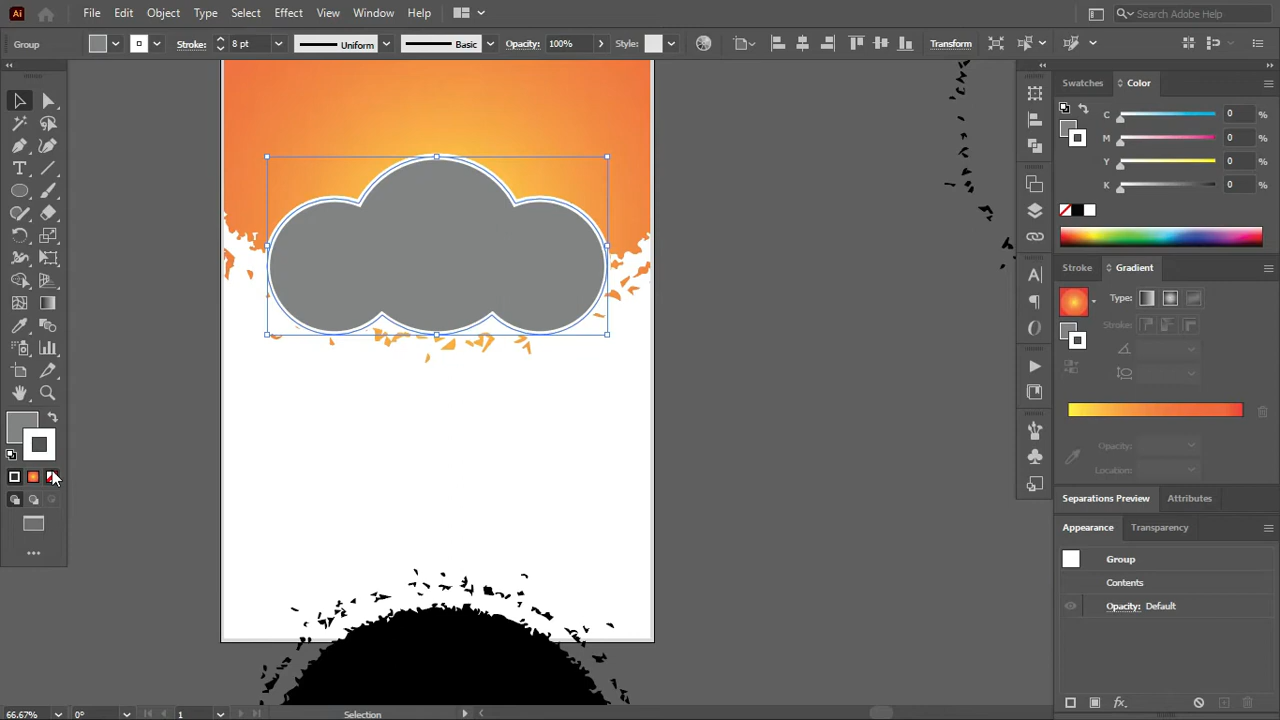 Ai File Edit Object Type Select Effect View Window Help Search Adobe Help
Group Stroke: 8 pt Uniform Basic Opacity: 100% Style: Transform
Swatches Color
C 0 %
M 0 %
Y 0 %
K 0 %
Stroke Gradient
Type:
Stroke:
Opacity:
Location:
Separations Preview Attributes
Appearance Transparency
Group
Contents
Opacity: Default
fx.
66.67% 0° 1 Selection